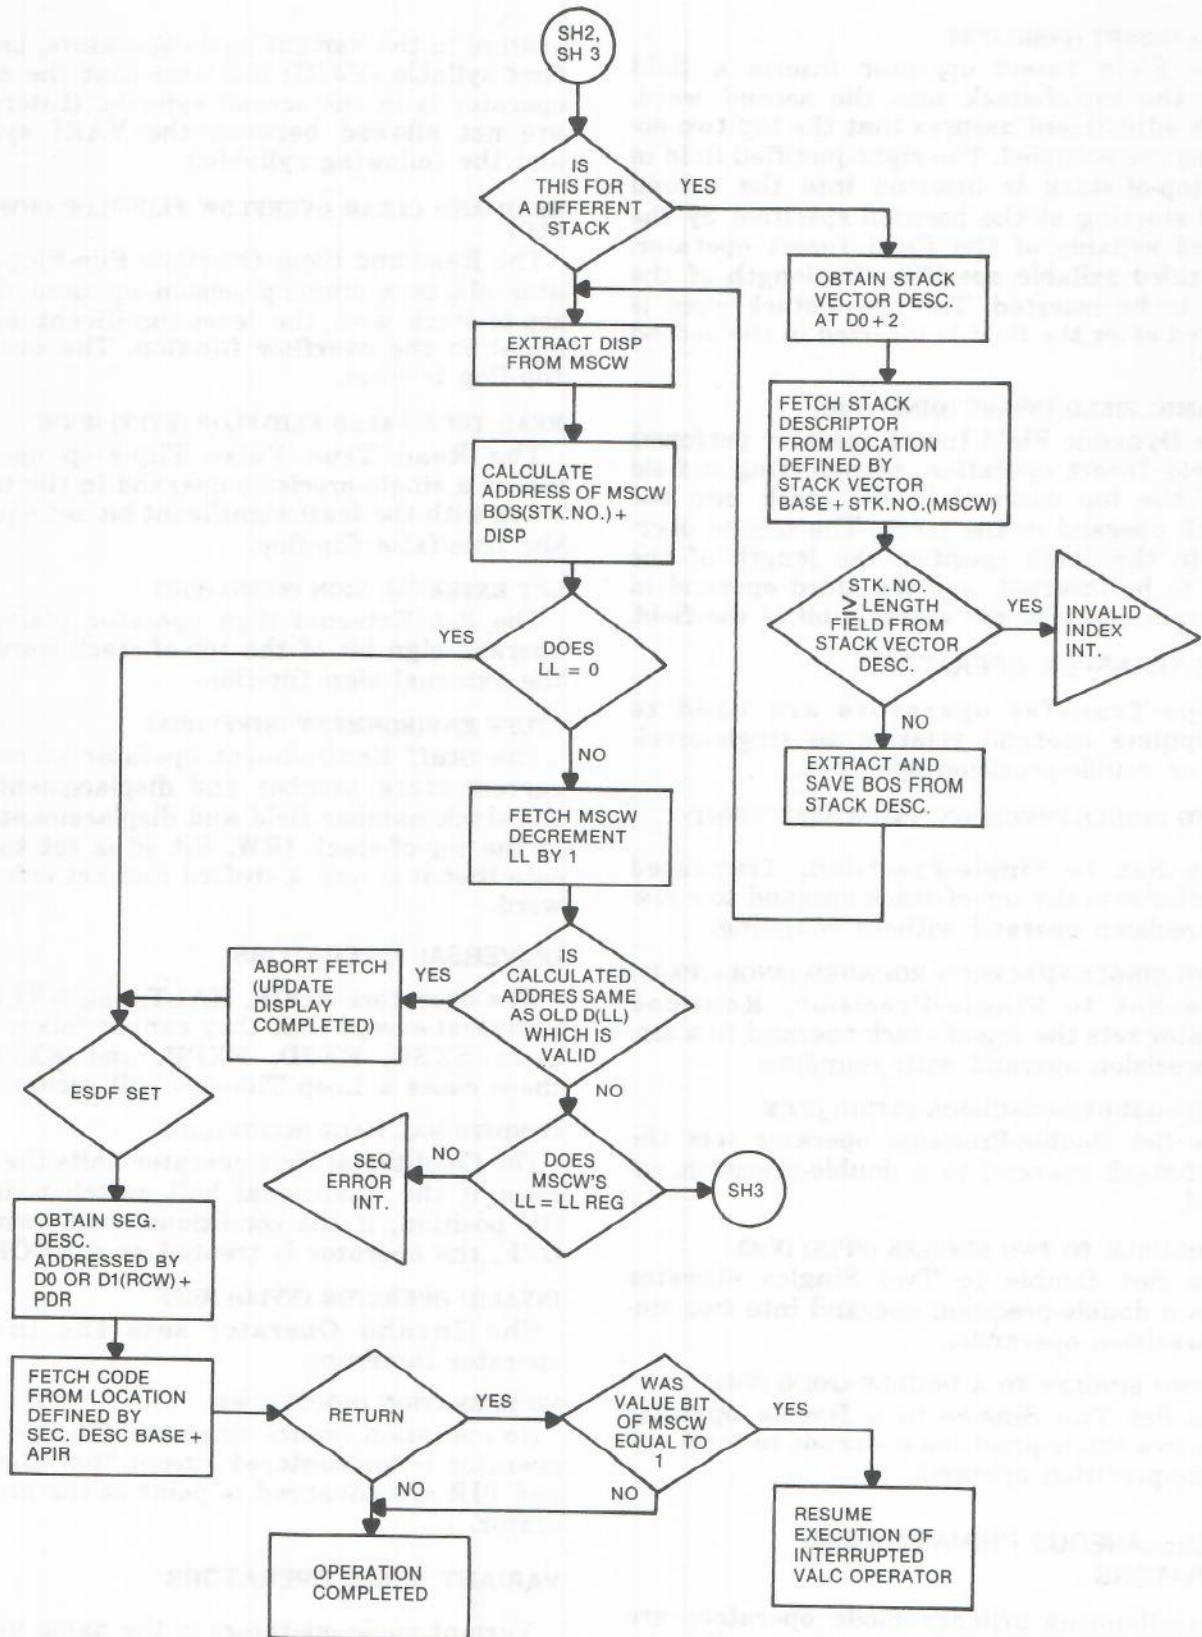 SH2,
SH 3
IS
THIS FOR
A DIFFERENT
STACK
YES
OBTAIN STACK
VECTOR DESC.
AT D0+2
EXTRACT DISP
FROM MSCW
FETCH STACK
DESCRIPTOR
FROM LOCATION
DEFINED BY
STACK VECTOR
BASE + STK.NO.(MSCW)
CALCULATE
ADDRESS OF MSCW
BOS(STK.NO.) +
DISP
STK.NO.
≥ LENGTH
FIELD FROM
STACK VECTOR
DESC.
YES
INVALID
INDEX
INT.
NO
EXTRACT AND
SAVE BOS FROM
STACK DESC.
DOES
LL = 0
YES
NO
FETCH MSCW
DECREMENT
LL BY 1
IS
CALCULATED
ADDRES SAME
AS OLD D(LL)
WHICH IS
VALID
YES
ABORT FETCH
(UPDATE
DISPLAY
COMPLETED)
NO
ESDF SET
DOES
MSCW'S
LL = LL REG
NO
SEQ
ERROR
INT.
SH3
OBTAIN SEG.
DESC.
ADDRESSED BY
D0 OR D1(RCW) +
PDR
FETCH CODE
FROM LOCATION
DEFINED BY
SEC. DESC BASE +
APIR
RETURN
YES
WAS
VALUE BIT
OF MSCW
EQUAL TO
1
YES
NO
NO
OPERATION
COMPLETED
RESUME
EXECUTION OF
INTERRUPTED
VALC OPERATOR